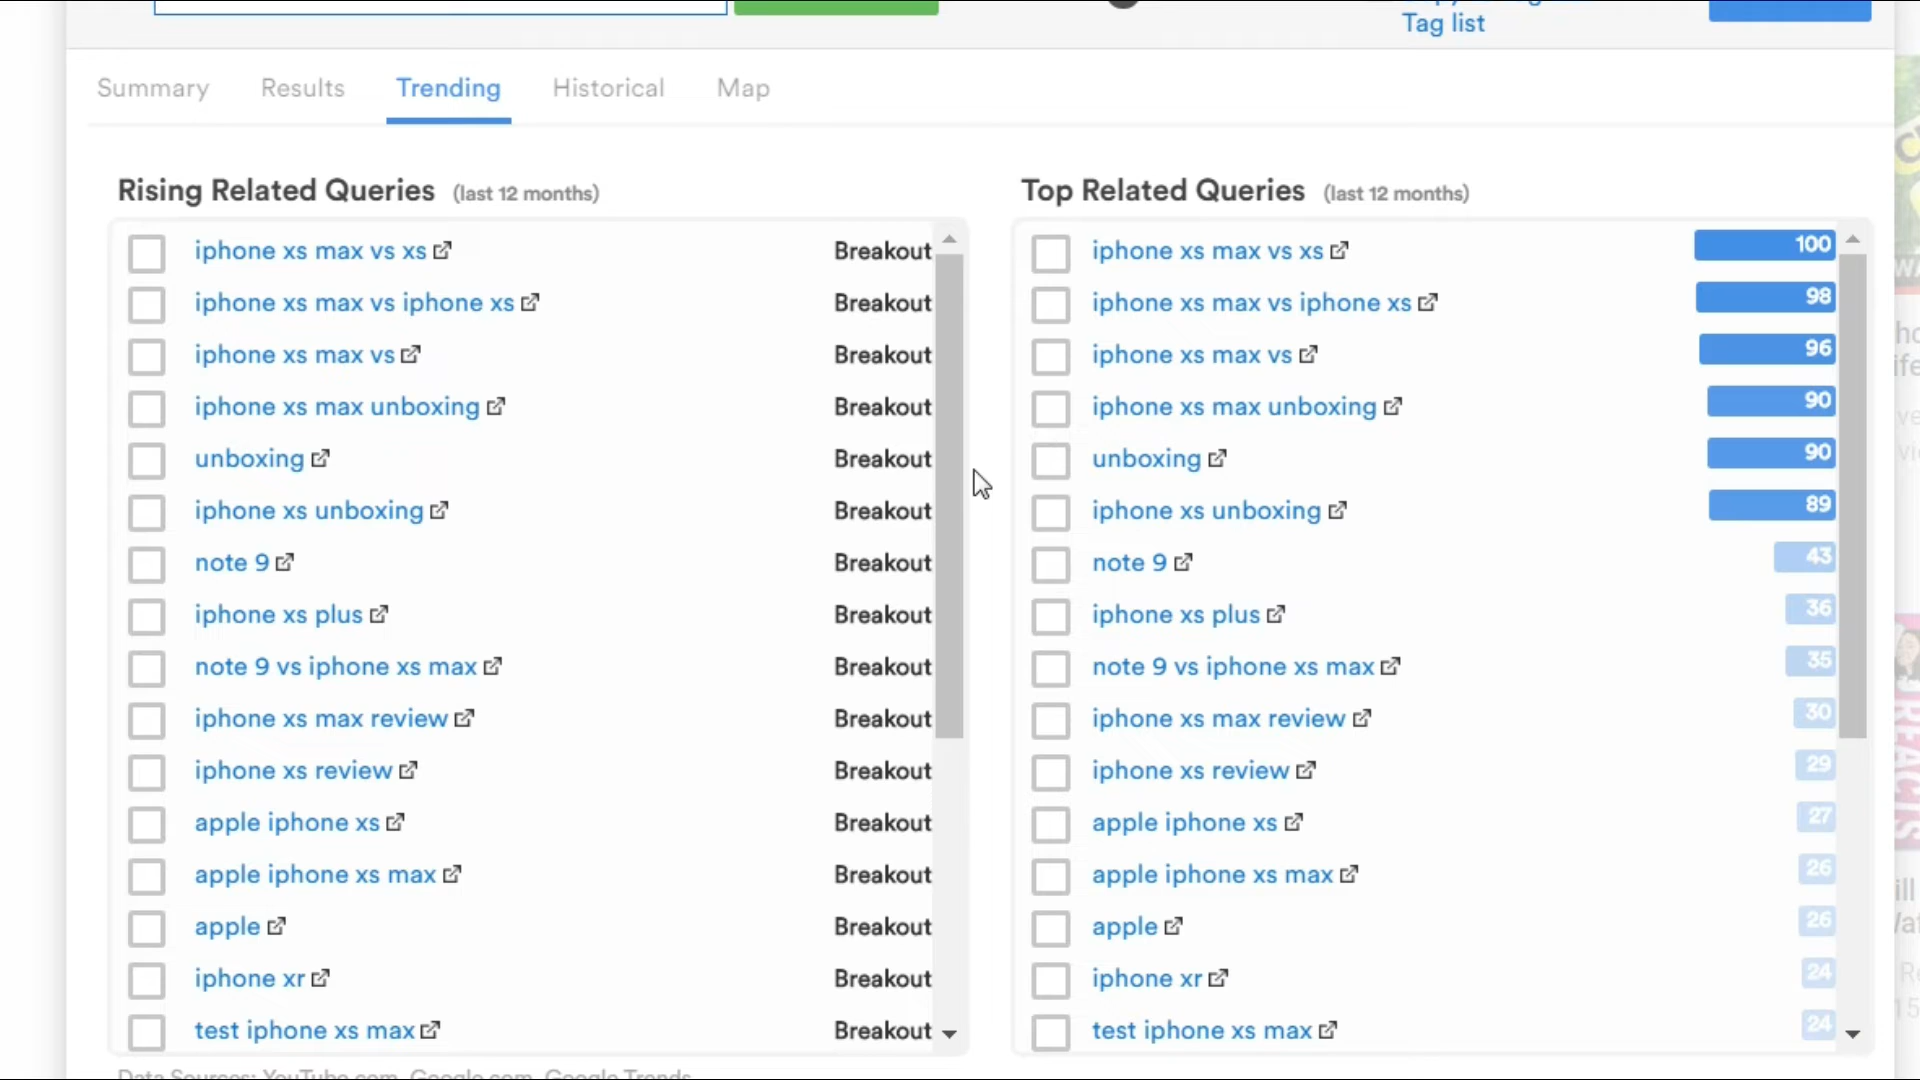 Tag list
Summary Results Trending Historical Map
Rising Related Queries (last 12 months)
iphone xs max vs xs Breakout
iphone xs max vs iphone xs Breakout
iphone xs max vs Breakout
iphone xs max unboxing Breakout
unboxing Breakout
iphone xs unboxing Breakout
note 9 Breakout
iphone xs plus Breakout
note 9 vs iphone xs max Breakout
iphone xs max review Breakout
iphone xs review Breakout
apple iphone xs Breakout
apple iphone xs max Breakout
apple Breakout
iphone xr Breakout
test iphone xs max Breakout
Top Related Queries (last 12 months)
iphone xs max vs xs 100
iphone xs max vs iphone xs 98
iphone xs max vs 96
iphone xs max unboxing 90
unboxing 90
iphone xs unboxing 89
note 9 43
iphone xs plus 36
note 9 vs iphone xs max 35
iphone xs max review 30
iphone xs review 29
apple iphone xs 27
apple iphone xs max 26
apple 26
iphone xr 24
test iphone xs max 24
Data Sources: YouTube.com, Google.com, Google Trends